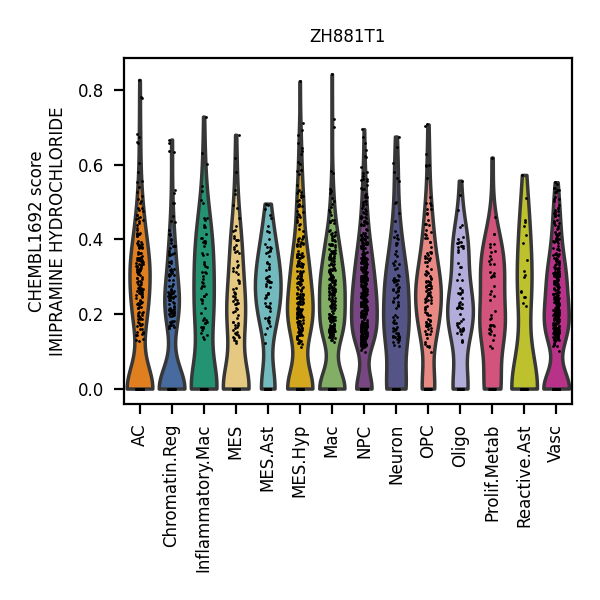 ZH881T1
CHEMBL1692 score
IMIPRAMINE HYDROCHLORIDE
0.8
0.6
0.4
0.2
0.0
AC
Chromatin.Reg
Inflammatory.Mac
MES
MES.Ast
MES.Hyp
Mac
NPC
Neuron
OPC
Oligo
Prolif.Metab
Reactive.Ast
Vasc